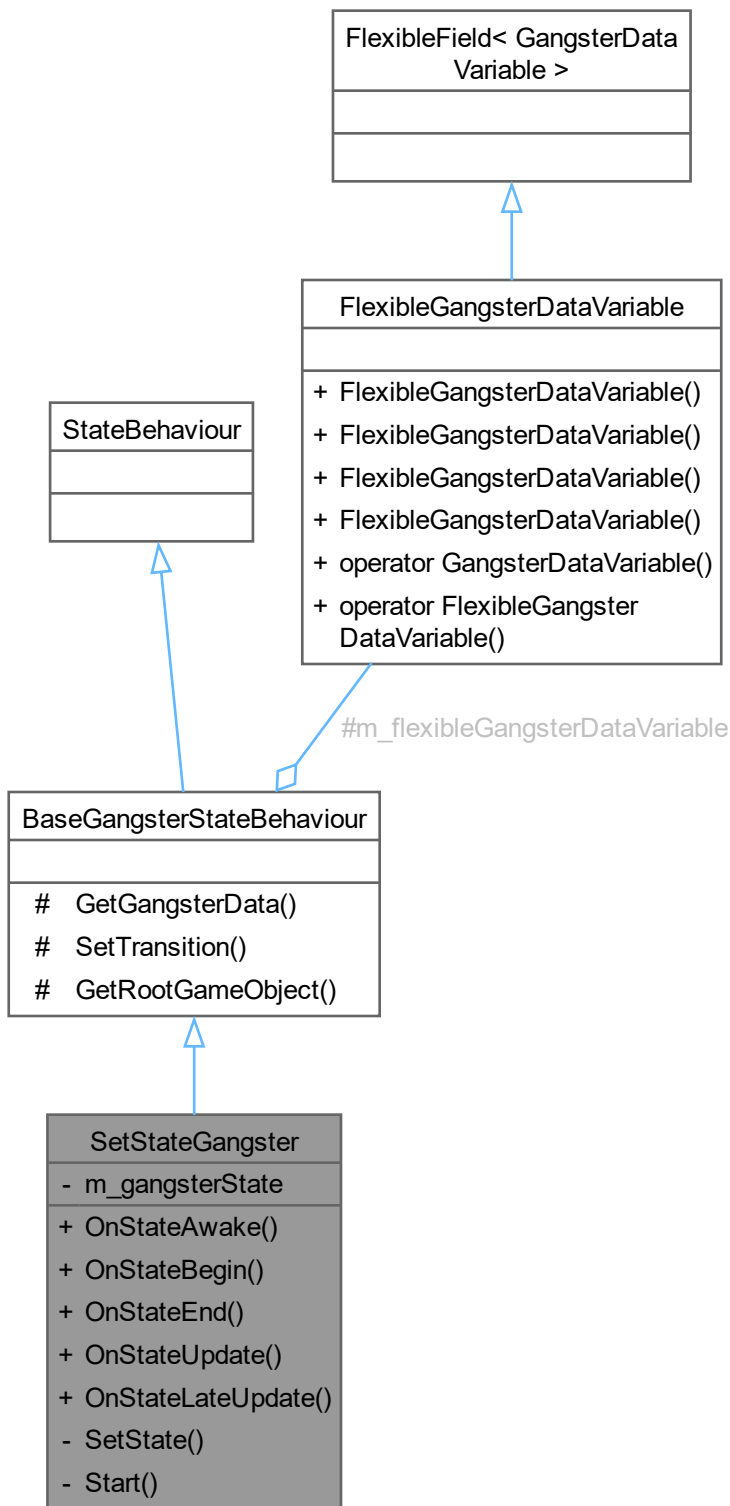 FlexibleField< GangsterData
Variable >
FlexibleGangsterDataVariable
+ FlexibleGangsterDataVariable()
+ FlexibleGangsterDataVariable()
+ FlexibleGangsterDataVariable()
+ FlexibleGangsterDataVariable()
+ operator GangsterDataVariable()
+ operator FlexibleGangster
DataVariable()
StateBehaviour
#m_flexibleGangsterDataVariable
BaseGangsterStateBehaviour
# GetGangsterData()
# SetTransition()
# GetRootGameObject()
SetStateGangster
- m_gangsterState
+ OnStateAwake()
+ OnStateBegin()
+ OnStateEnd()
+ OnStateUpdate()
+ OnStateLateUpdate()
- SetState()
- Start()